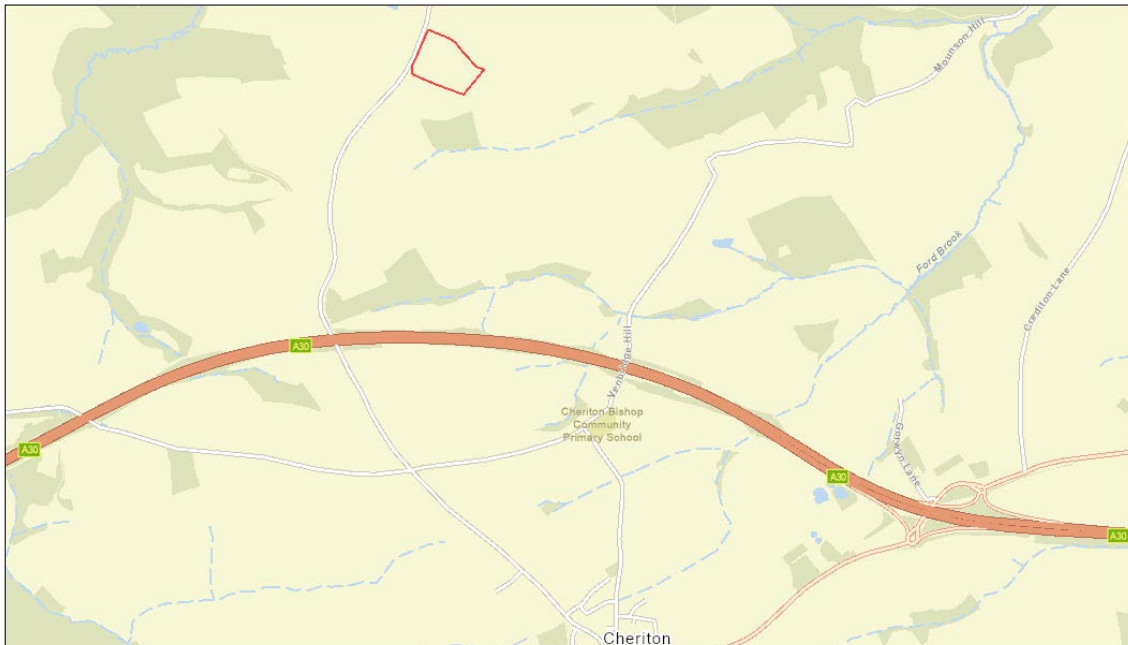 Mounson Hill
Ford Brook
Crediton Lane
A30
Venbridge Hill
Cheriton Bishop
Community
Primary School
Gorwyn Lane
A30
A30
A30
Cheriton